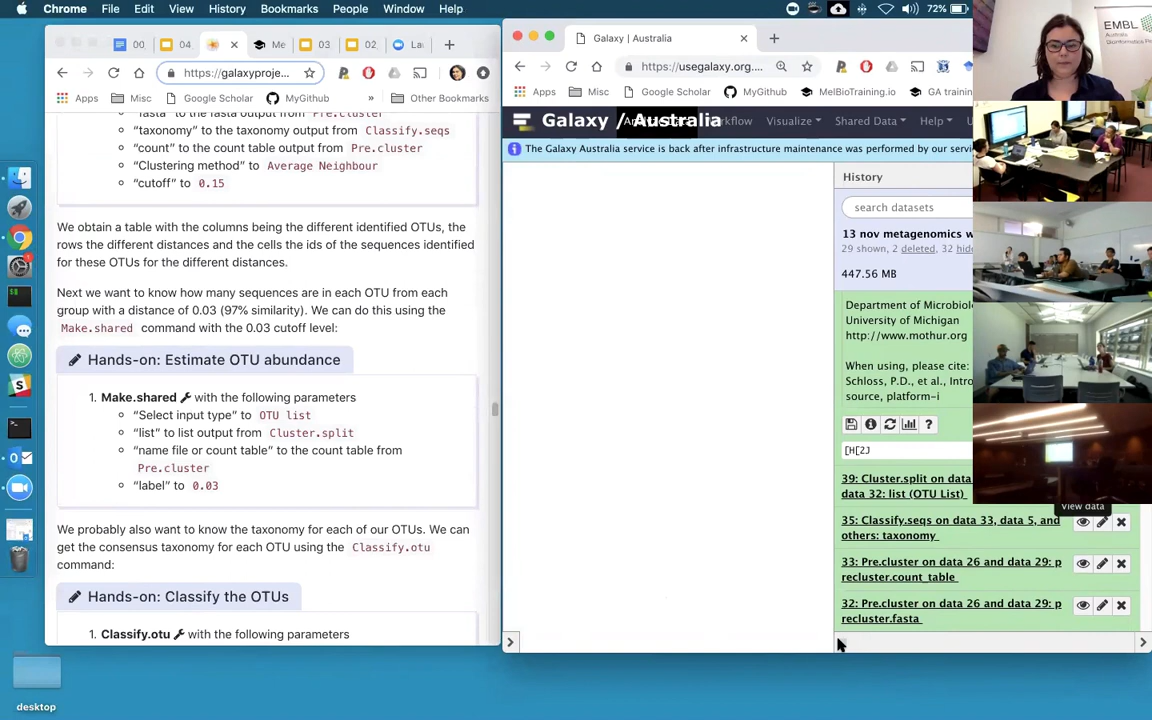 Chrome File Edit View History Bookmarks People Window Help
72%
00
04
Me
03
02
La
https://galaxyproje...
Apps Misc Google Scholar MyGithub » Other Bookmarks
"fasta" to the fasta output from Pre.cluster
"taxonomy" to the taxonomy output from Classify.seqs
"count" to the count table output from Pre.cluster
"Clustering method" to Average Neighbour
"cutoff" to 0.15
We obtain a table with the columns being the different identified OTUs, the
rows the different distances and the cells the ids of the sequences identified
for these OTUs for the different distances.
Next we want to know how many sequences are in each OTU from each
group with a distance of 0.03 (97% similarity). We can do this using the
Make.shared command with the 0.03 cutoff level:
Hands-on: Estimate OTU abundance
1. Make.shared with the following parameters
"Select input type" to OTU list
"list" to list output from Cluster.split
"name file or count table" to the count table from
Pre.cluster
"label" to 0.03
We probably also want to know the taxonomy for each of our OTUs. We can
get the consensus taxonomy for each OTU using the Classify.otu
command:
Hands-on: Classify the OTUs
1. Classify.otu with the following parameters
desktop
Galaxy | Australia
https://usegalaxy.org....
Apps Misc Google Scholar MyGithub MelBioTraining.io GA training
Galaxy / Australia
Visualize Shared Data Help
The Galaxy Australia service is back after infrastructure maintenance was performed by our servi
History
search datasets
13 nov metagenomics w
29 shown, 2 deleted, 32 hid
447.56 MB
Department of Microbiol
University of Michigan
http://www.mothur.org
When using, please cite:
Schloss, P.D., et al., Intro
source, platform-i
[H[2J
39: Cluster.split on data
data 32: list (OTU List)
View data
35: Classify.seqs on data 33, data 5, and
others: taxonomy
33: Pre.cluster on data 26 and data 29: p
recluster.count_table
32: Pre.cluster on data 26 and data 29: p
recluster.fasta
EMBL